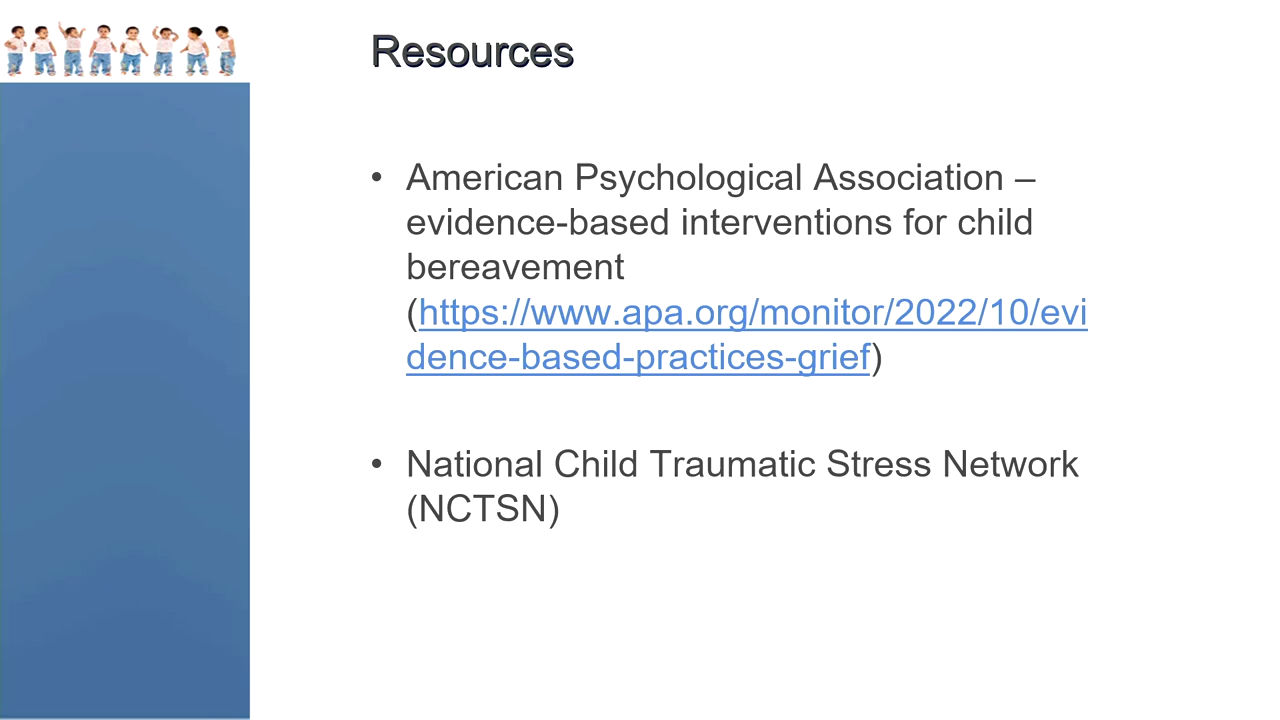 Resources
• American Psychological Association –
evidence-based interventions for child
bereavement
(https://www.apa.org/monitor/2022/10/evi
dence-based-practices-grief)
• National Child Traumatic Stress Network
(NCTSN)